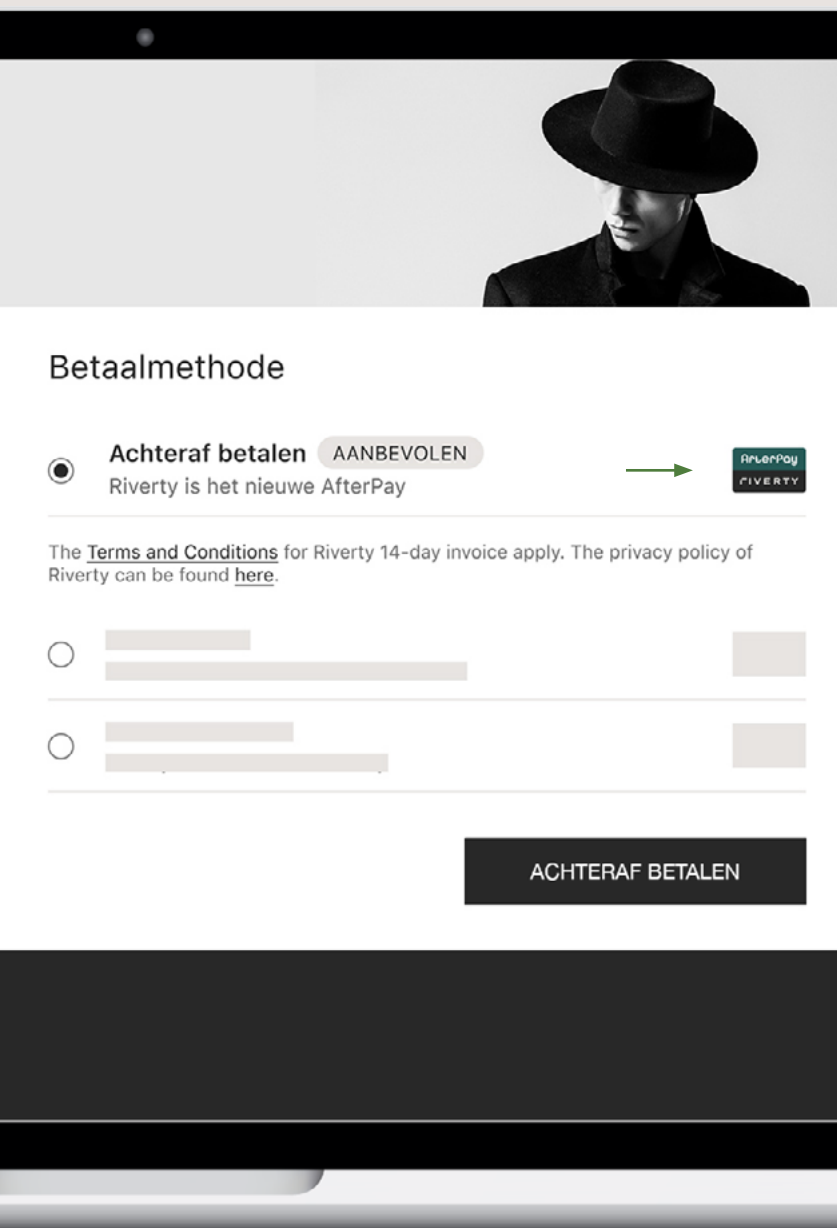 Betaalmethode
Achteraf betalen AANBEVOLEN
Riverty is het nieuwe AfterPay
AfterPay
RIVERTY
The Terms and Conditions for Riverty 14-day invoice apply. The privacy policy of
Riverty can be found here.
ACHTERAF BETALEN